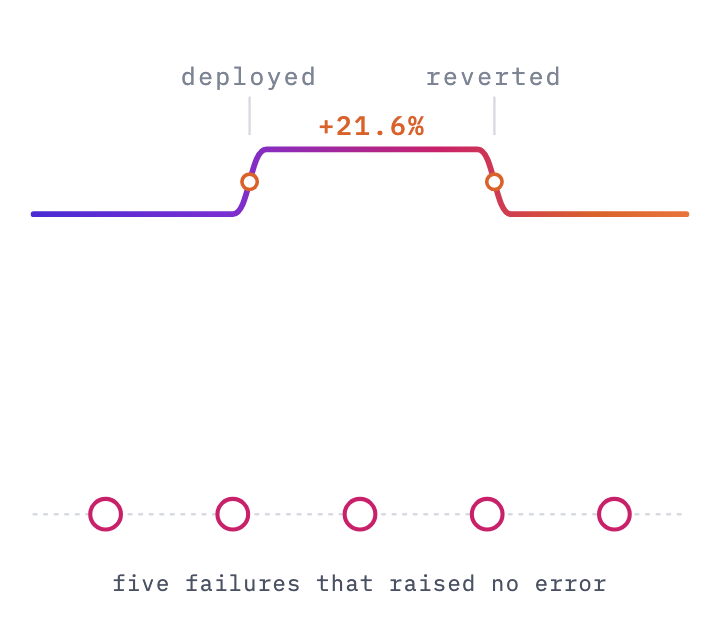 deployed reverted
+21.6%
five failures that raised no error